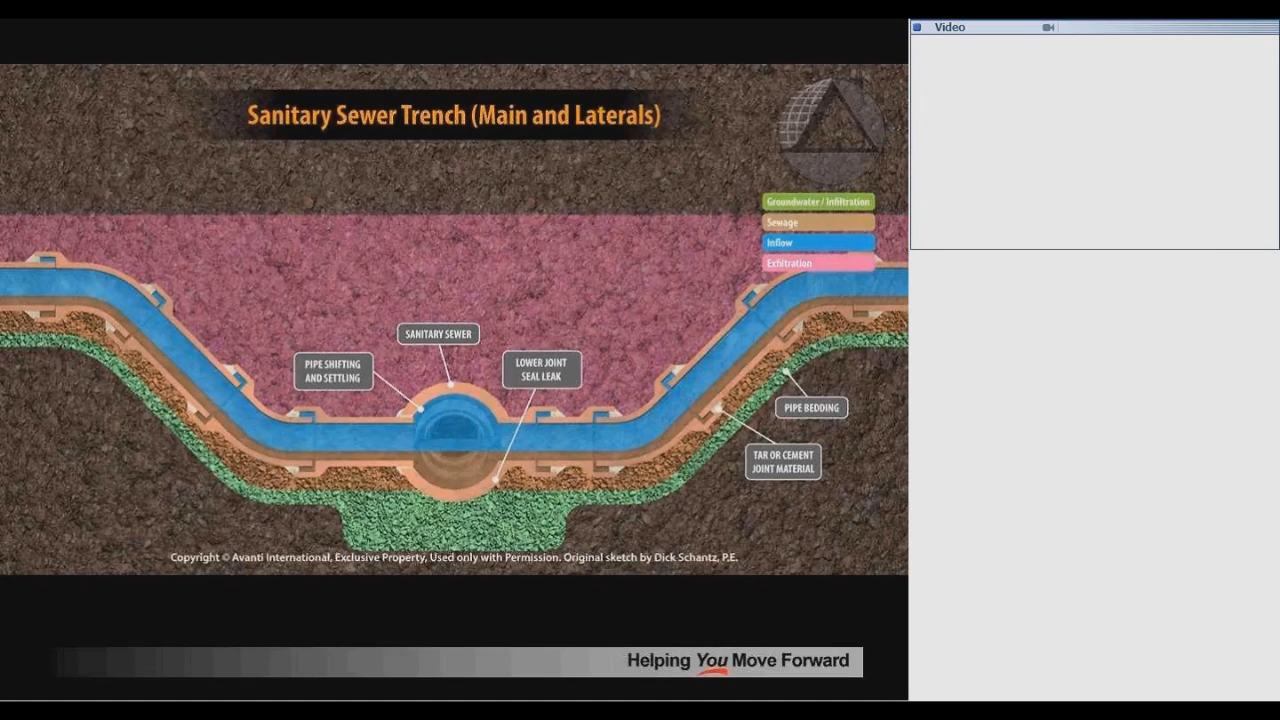 Video
Sanitary Sewer Trench (Main and Laterals)
Groundwater / Infiltration
Sewage
Inflow
Exfiltration
SANITARY SEWER
PIPE SHIFTING
AND SETTLING
LOWER JOINT
SEAL LEAK
PIPE BEDDING
TAR OR CEMENT
JOINT MATERIAL
Copyright © Avanti International, Exclusive Property, Used only with Permission. Original sketch by Dick Schantz, P.E.
Helping You Move Forward